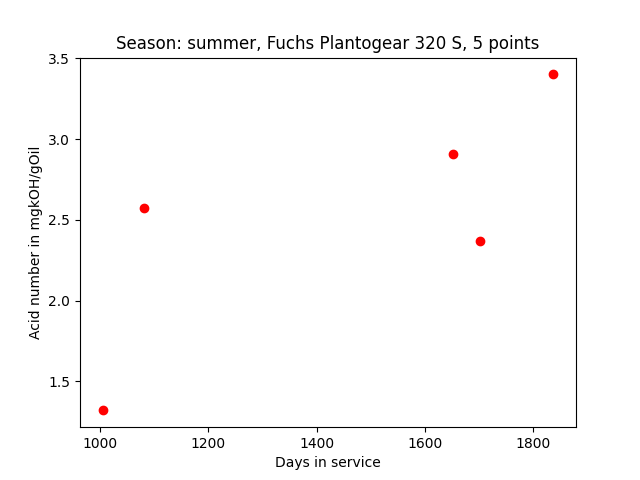 Season: summer, Fuchs Plantogear 320 S, 5 points
Acid number in mgkOH/gOil
3.5
3.0
2.5
2.0
1.5
1000 1200 1400 1600 1800
Days in service